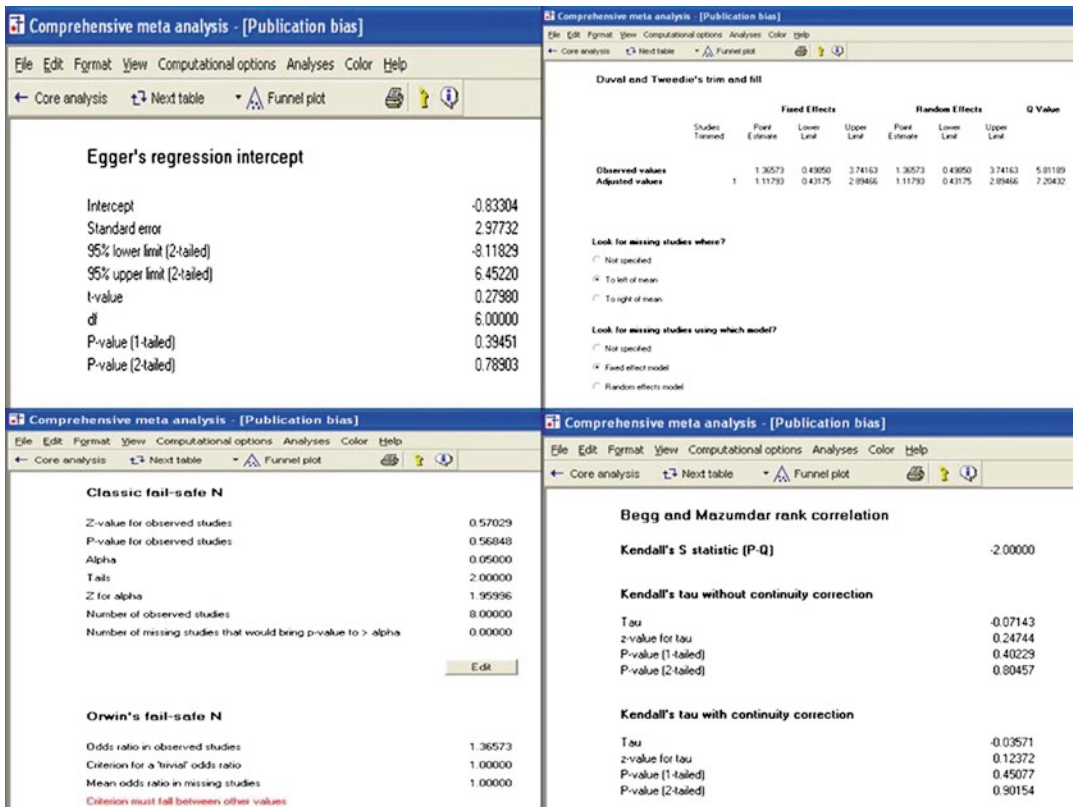 Comprehensive meta analysis - [Publication bias]
File Edit Format View Computational options Analyses Color Help
← Core analysis Next table Funnel plot
Egger's regression intercept
Intercept -0.83304
Standard error 2.97732
95% lower limit (2-tailed) -8.11829
95% upper limit (2-tailed) 6.45220
t-value 0.27980
df 6.00000
P-value (1-tailed) 0.39451
P-value (2-tailed) 0.78903
Comprehensive meta analysis - [Publication bias]
File Edit Format View Computational options Analyses Color Help
← Core analysis Next table Funnel plot
Duval and Tweedie's trim and fill
Fixed Effects Random Effects Q Value
Studies Trimmed Point Estimate Lower Limit Upper Limit Point Estimate Lower Limit Upper Limit
Observed values 1.36573 0.49850 3.74163 1.36573 0.49850 3.74163 5.81189
Adjusted values 1 1.11793 0.43175 2.89466 1.11793 0.43175 2.89466 7.20432
Look for missing studies where?
Not specified
To left of mean
To right of mean
Look for missing studies using which model?
Not specified
Fixed effect model
Random effects model
Comprehensive meta analysis - [Publication bias]
File Edit Format View Computational options Analyses Color Help
← Core analysis Next table Funnel plot
Classic fail-safe N
Z-value for observed studies 0.57029
P-value for observed studies 0.56848
Alpha 0.05000
Tails 2.00000
Z for alpha 1.95996
Number of observed studies 8.00000
Number of missing studies that would bring p-value to > alpha 0.00000
Edit
Orwin's fail-safe N
Odds ratio in observed studies 1.36573
Criterion for a 'trivial' odds ratio 1.00000
Mean odds ratio in missing studies 1.00000
Criterion must fall between other values
Comprehensive meta analysis - [Publication bias]
File Edit Format View Computational options Analyses Color Help
← Core analysis Next table Funnel plot
Begg and Mazumdar rank correlation
Kendall's S statistic (P-Q) -2.00000
Kendall's tau without continuity correction
Tau -0.07143
z-value for tau 0.24744
P-value (1-tailed) 0.40229
P-value (2-tailed) 0.80457
Kendall's tau with continuity correction
Tau -0.03571
z-value for tau 0.12372
P-value (1-tailed) 0.45077
P-value (2-tailed) 0.90154